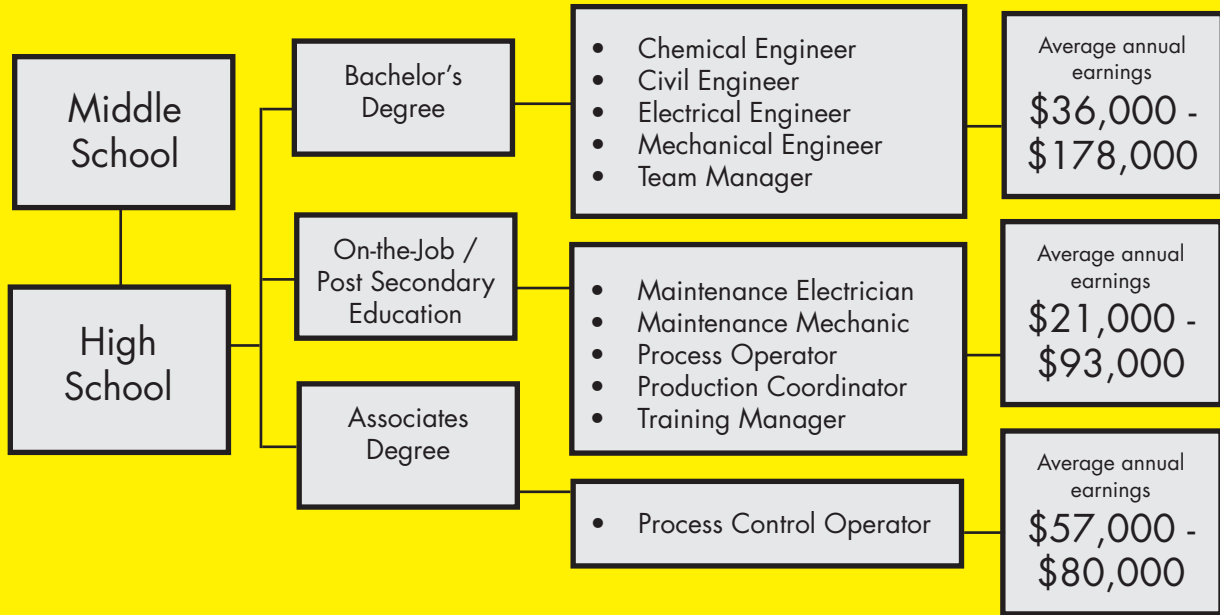 Middle
School
High
School
Bachelor's
Degree
On-the-Job /
Post Secondary
Education
Associates
Degree
• Chemical Engineer
• Civil Engineer
• Electrical Engineer
• Mechanical Engineer
• Team Manager
• Maintenance Electrician
• Maintenance Mechanic
• Process Operator
• Production Coordinator
• Training Manager
• Process Control Operator
Average annual
earnings
$36,000 -
$178,000
Average annual
earnings
$21,000 -
$93,000
Average annual
earnings
$57,000 -
$80,000